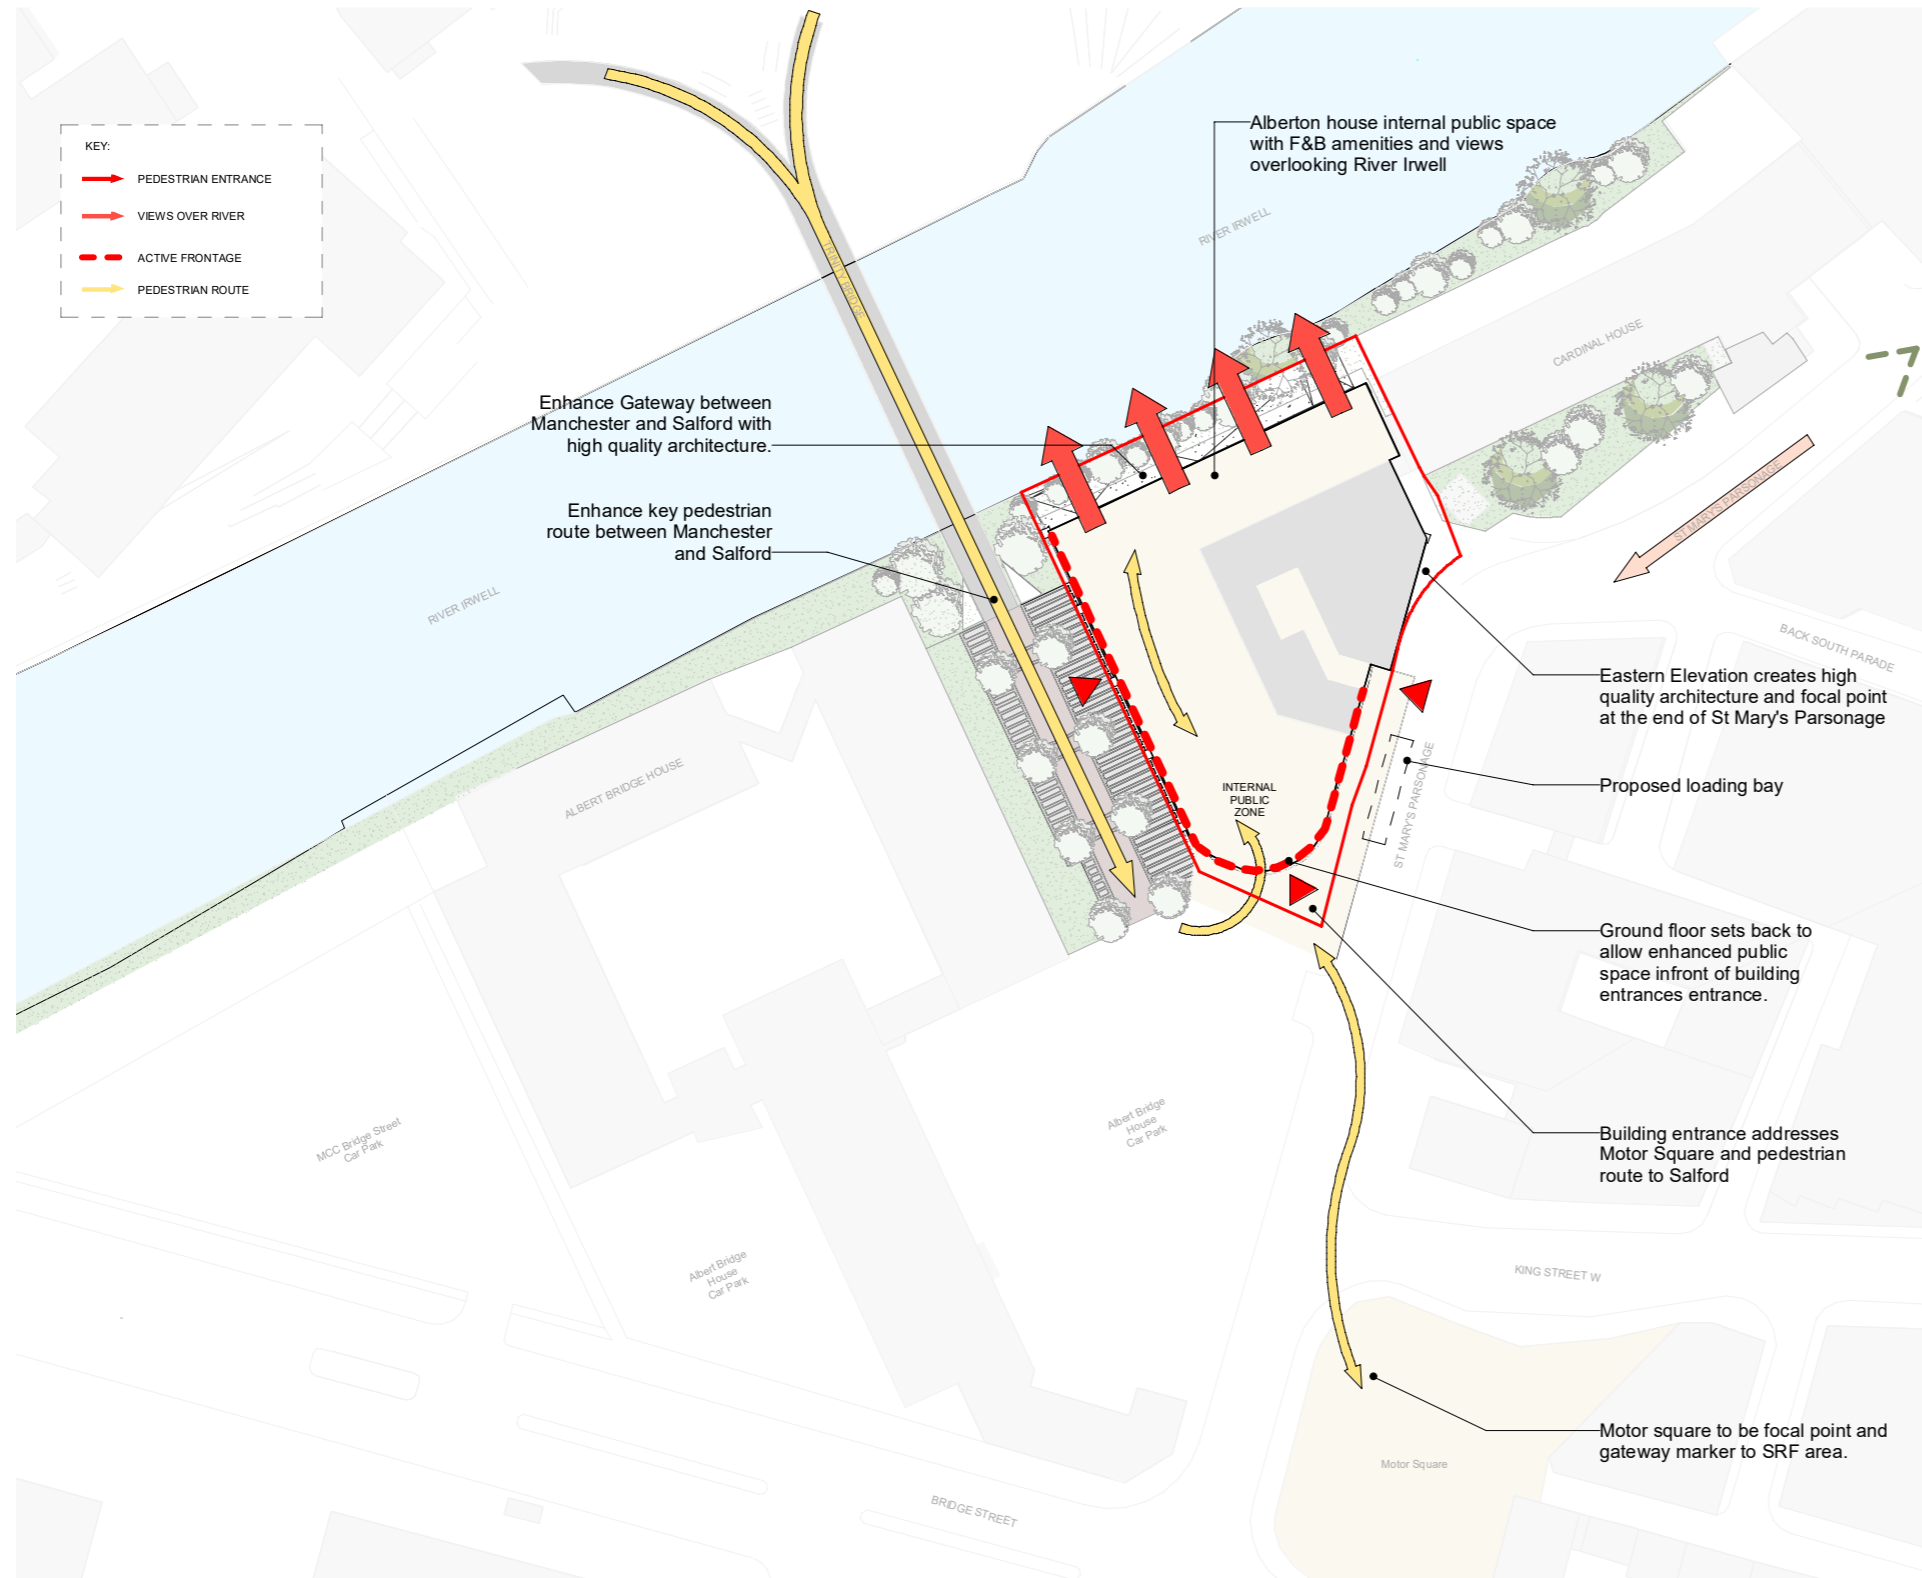 KEY:
PEDESTRIAN ENTRANCE
VIEWS OVER RIVER
ACTIVE FRONTAGE
PEDESTRIAN ROUTE
Alberton house internal public space
with F&B amenities and views
overlooking River Irwell
RIVER IRWELL
TRINITY BRIDGE
CARDINAL HOUSE
Enhance Gateway between
Manchester and Salford with
high quality architecture.
ST MARY'S PARSONAGE
Enhance key pedestrian
route between Manchester
and Salford
RIVER IRWELL
BACK SOUTH PARADE
Eastern Elevation creates high
quality architecture and focal point
at the end of St Mary's Parsonage
ALBERT BRIDGE HOUSE
INTERNAL
PUBLIC
ZONE
ST MARY'S PARSONAGE
Proposed loading bay
Ground floor sets back to
allow enhanced public
space infront of building
entrances entrance.
MCC Bridge Street
Car Park
Albert Bridge
House
Car Park
Building entrance addresses
Motor Square and pedestrian
route to Salford
Albert Bridge
House
Car Park
KING STREET W
Motor square to be focal point and
gateway marker to SRF area.
Motor Square
BRIDGE STREET